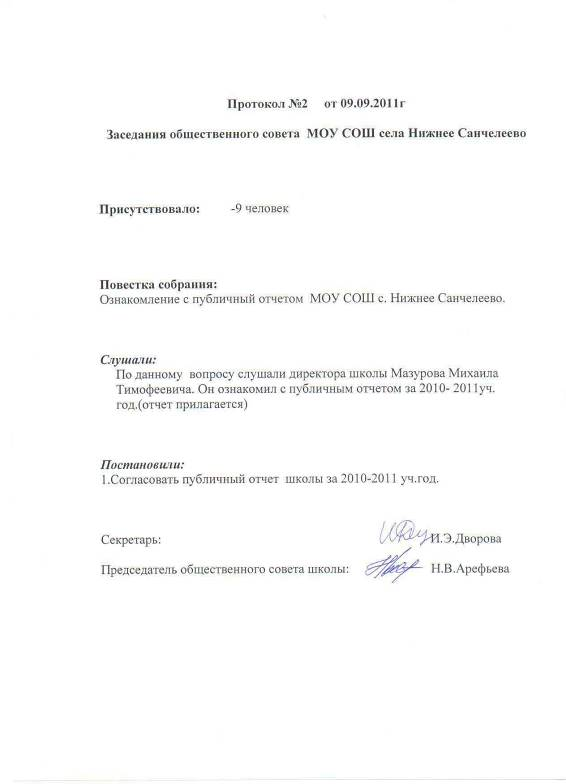 Протокол №2 от 09.09.2011г
Заседания общественного совета МОУ СОШ села Нижнее Санчелеево
Присутствовало: -9 человек
Повестка собрания:
Ознакомление с публичный отчетом МОУ СОШ с. Нижнее Санчелеево.
Слушали:
По данному вопросу слушали директора школы Мазурова Михаила
Тимофеевича. Он ознакомил с публичным отчетом за 2010- 2011уч.
год.(отчет прилагается)
Постановили:
1.Согласовать публичный отчет школы за 2010-2011 уч.год.
Секретарь: И.Э.Дворова
Председатель общественного совета школы: Н.В.Арефьева